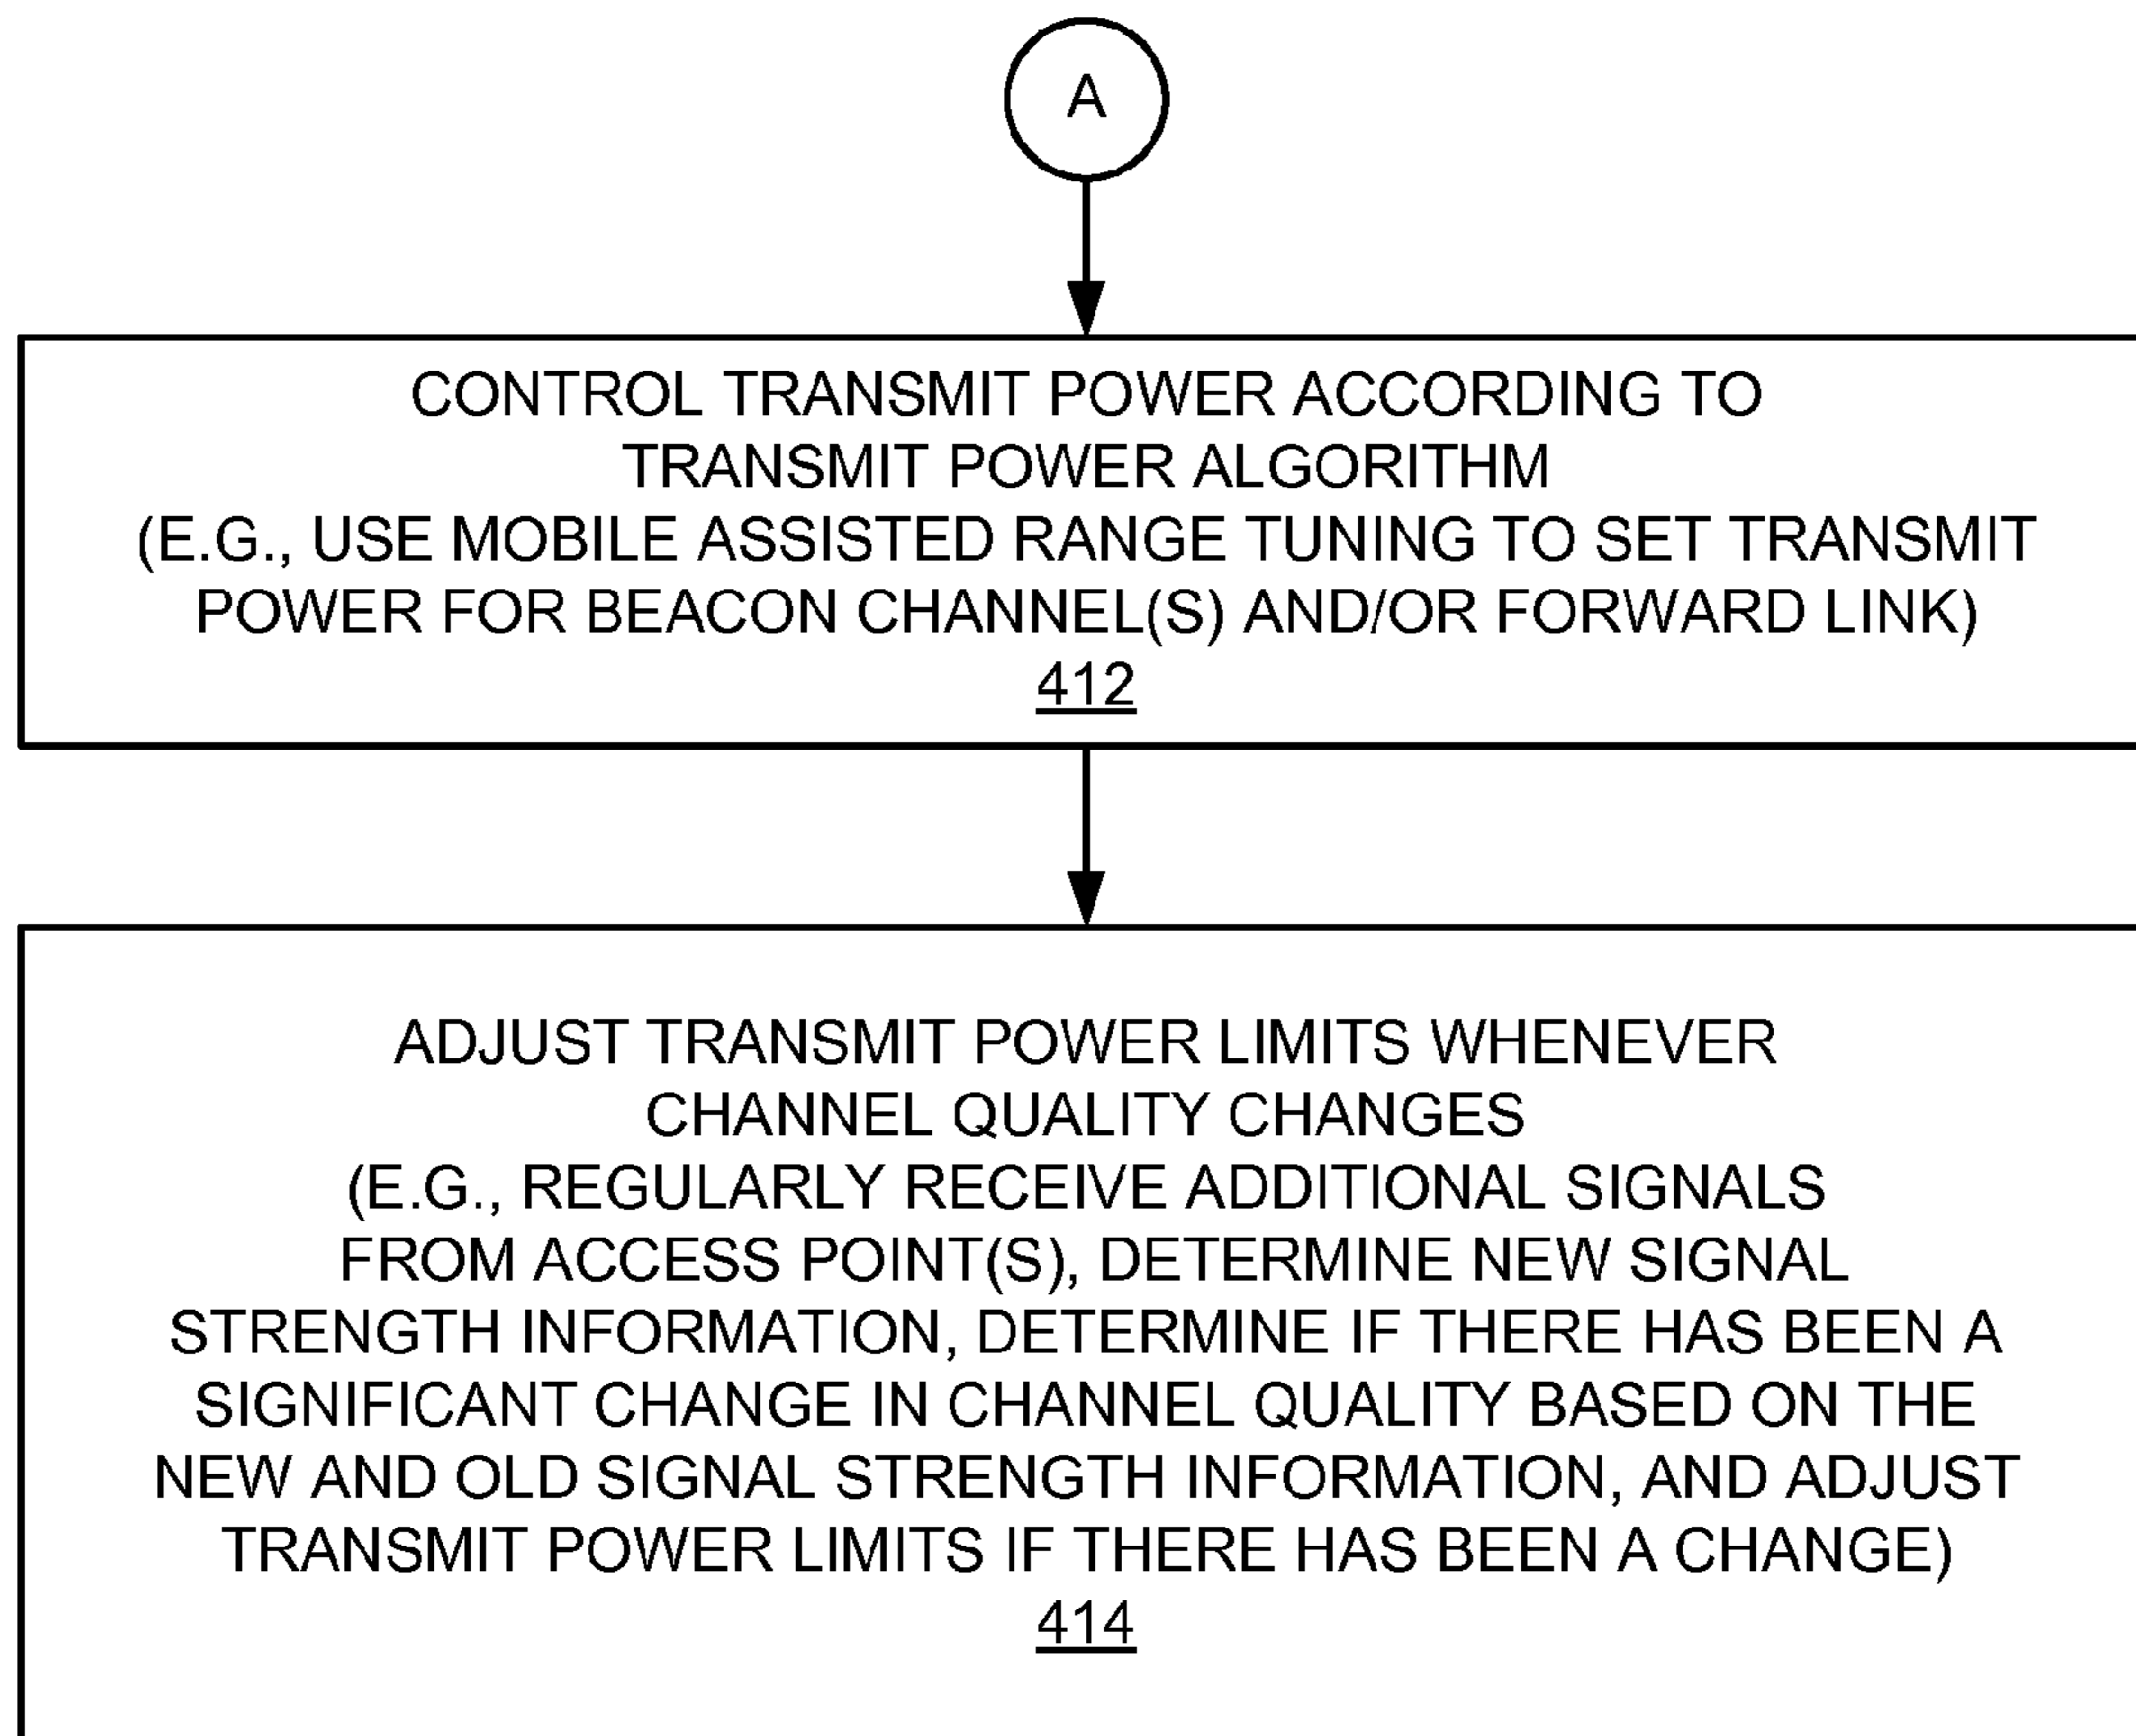 A
CONTROL TRANSMIT POWER ACCORDING TO
TRANSMIT POWER ALGORITHM
(E.G., USE MOBILE ASSISTED RANGE TUNING TO SET TRANSMIT
POWER FOR BEACON CHANNEL(S) AND/OR FORWARD LINK)
412
ADJUST TRANSMIT POWER LIMITS WHENEVER
CHANNEL QUALITY CHANGES
(E.G., REGULARLY RECEIVE ADDITIONAL SIGNALS
FROM ACCESS POINT(S), DETERMINE NEW SIGNAL
STRENGTH INFORMATION, DETERMINE IF THERE HAS BEEN A
SIGNIFICANT CHANGE IN CHANNEL QUALITY BASED ON THE
NEW AND OLD SIGNAL STRENGTH INFORMATION, AND ADJUST
TRANSMIT POWER LIMITS IF THERE HAS BEEN A CHANGE)
414